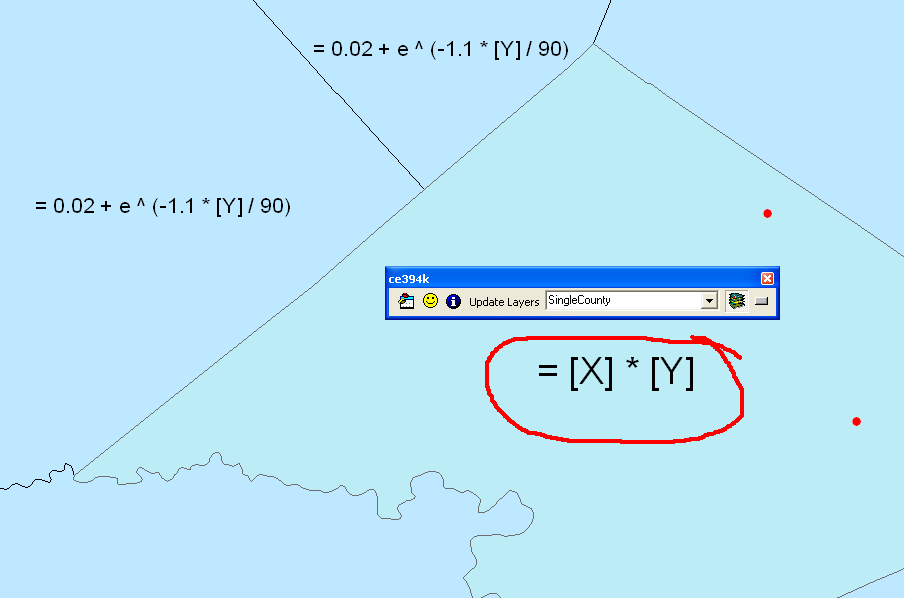 = 0.02 + e ^ (-1.1 * [Y] / 90)
= 0.02 + e ^ (-1.1 * [Y] / 90)
ce394k
Update Layers SingleCounty
= [X] * [Y]